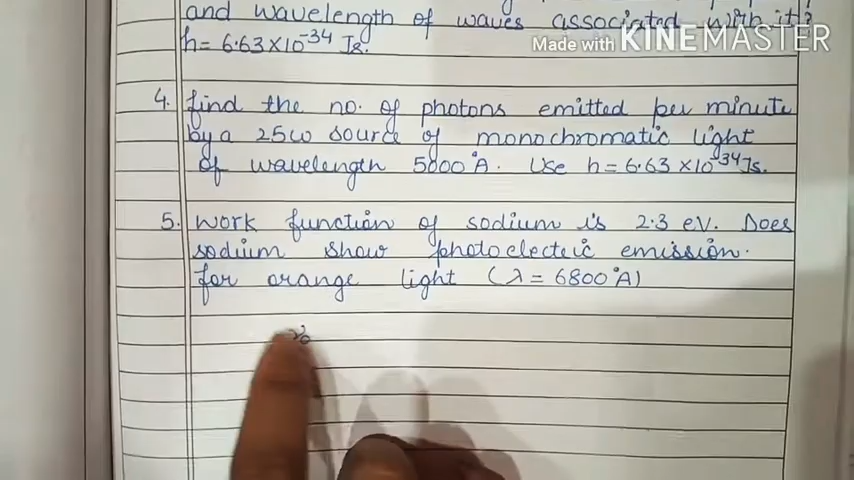 and wavelength of waves associated with it?
h = 6.63×10⁻³⁴ Js.
Made with KINEMASTER
4. find the no. of photons emitted per minute
by a 25w source of monochromatic light
of wavelength 5000°A. Use h = 6.63 ×10⁻³⁴Js.
5. Work function of sodium is 2.3 eV. Does
sodium show photoelectric emission.
for orange light (λ = 6800°A)